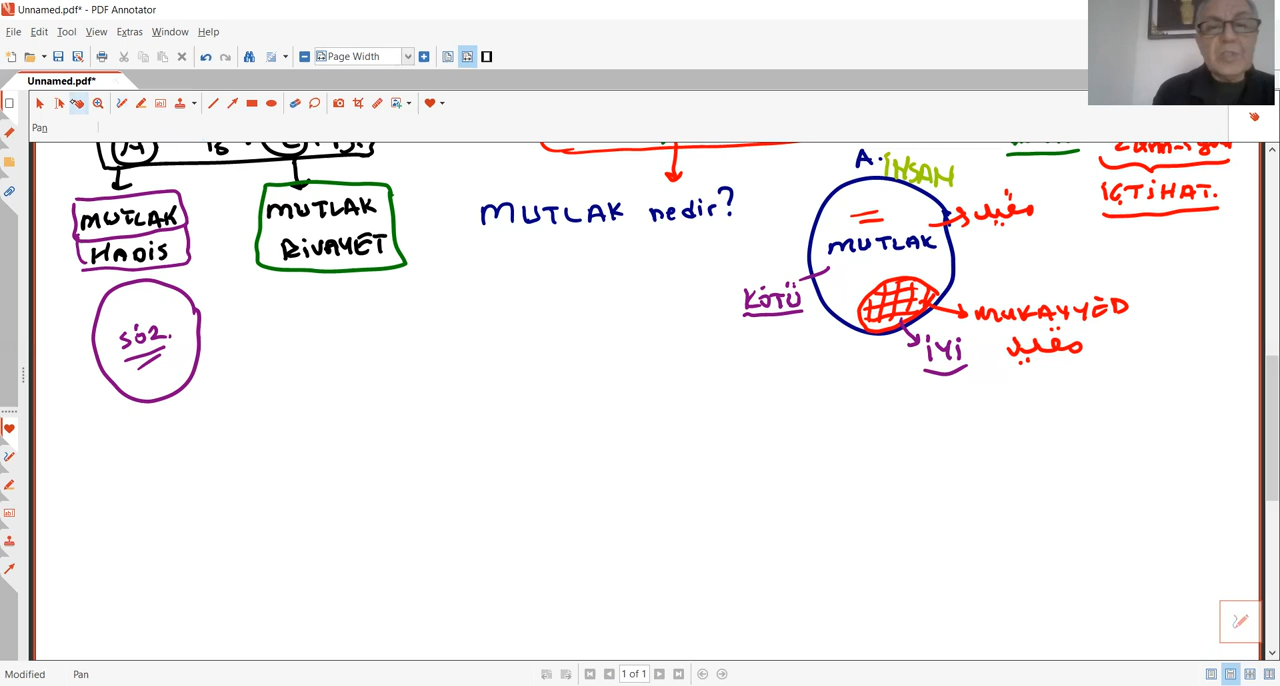 Unnamed.pdf* - PDF Annotator
File Edit Tool View Extras Window Help
Page Width
Unnamed.pdf*
Pan
A.
İNSAN
İÇTİHAT.
MUTLAK
HADİS
MUTLAK
RİVAYET
MUTLAK nedir?
MUTLAK
مقيد
KÖTÜ
MUKAYYED
مقيد
İYİ
söz.
1 of 1
Modified Pan